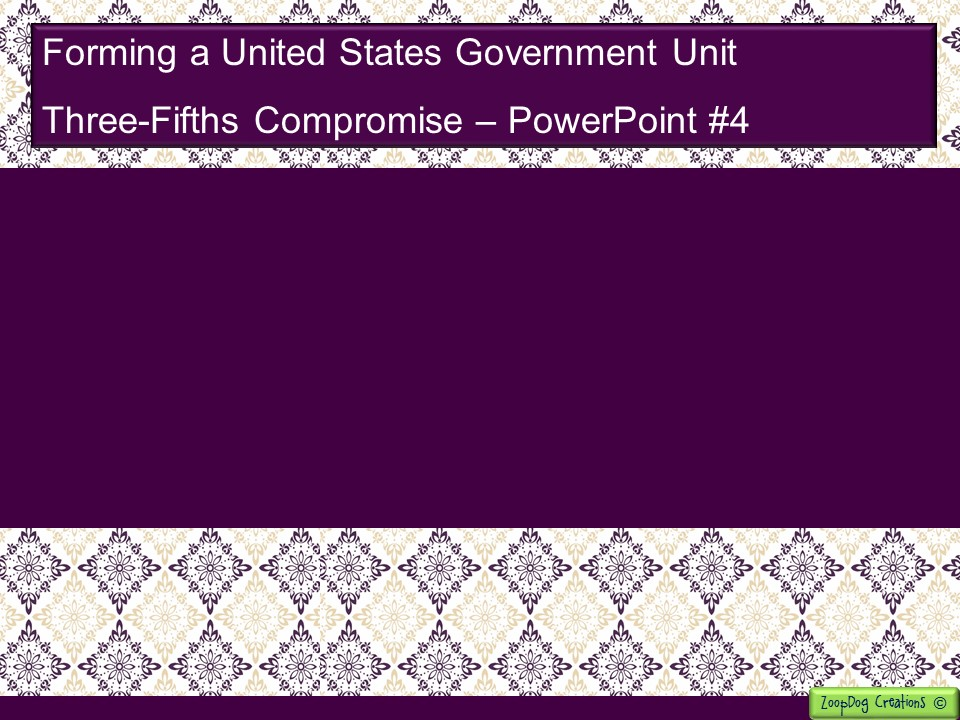 Forming a United States Government Unit
Three-Fifths Compromise – PowerPoint #4
ZoopDog Creations ©